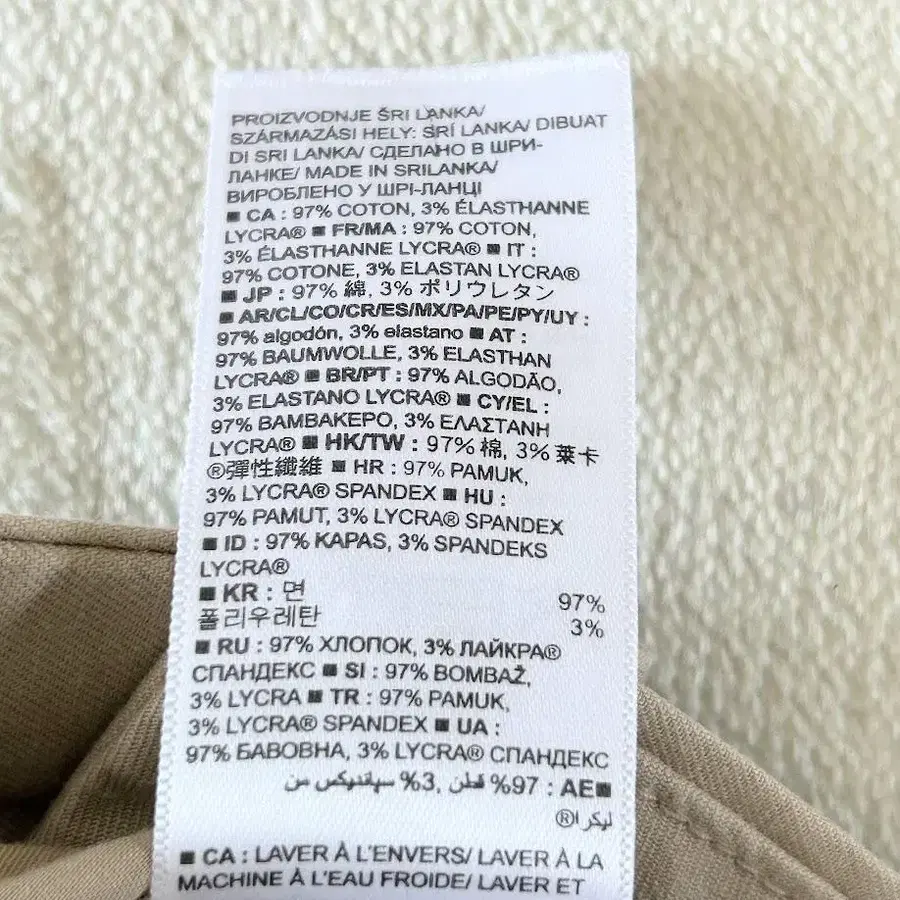 PROIZVODNJE ŠRI LANKA/
SZÁRMAZÁSI HELY: SRÍ LANKA/ DIBUAT
DI SRI LANKA/ СДЕЛАНО В ШРИ-
ЛАНКЕ/ MADE IN SRILANKA/
ВИРОБЛЕНО У ШРІ-ЛАНЦІ
■ CA : 97% COTON, 3% ÉLASTHANNE
LYCRA® ■ FR/MA : 97% COTON,
3% ÉLASTHANNE LYCRA® ■ IT :
97% COTONE, 3% ELASTAN LYCRA®
■ JP : 97% 綿, 3% ポリウレタン
■ AR/CL/CO/CR/ES/MX/PA/PE/PY/UY :
97% algodón, 3% elastano ■ AT :
97% BAUMWOLLE, 3% ELASTHAN
LYCRA® ■ BR/PT : 97% ALGODÃO,
3% ELASTANO LYCRA® ■ CY/EL :
97% ΒΑΜΒΑΚΕΡΟ, 3% ΕΛΑΣΤΑΝΗ
LYCRA® ■ HK/TW : 97% 棉, 3% 萊卡
®彈性纖維 ■ HR : 97% PAMUK,
3% LYCRA® SPANDEX ■ HU :
97% PAMUT, 3% LYCRA® SPANDEX
■ ID : 97% KAPAS, 3% SPANDEKS
LYCRA®
■ KR : 면 97%
폴리우레탄 3%
■ RU : 97% ХЛОПОК, 3% ЛАЙКРА®
СПАНДЕКС ■ SI : 97% BOMBAŽ,
3% LYCRA ■ TR : 97% PAMUK,
3% LYCRA® SPANDEX ■ UA :
97% БАВОВНА, 3% LYCRA® СПАНДЕКС
■AE : 97% قطن, 3% سباندیکس من
لیکرا®
■ CA : LAVER À L'ENVERS/ LAVER À LA
MACHINE À L'EAU FROIDE/ LAVER ET